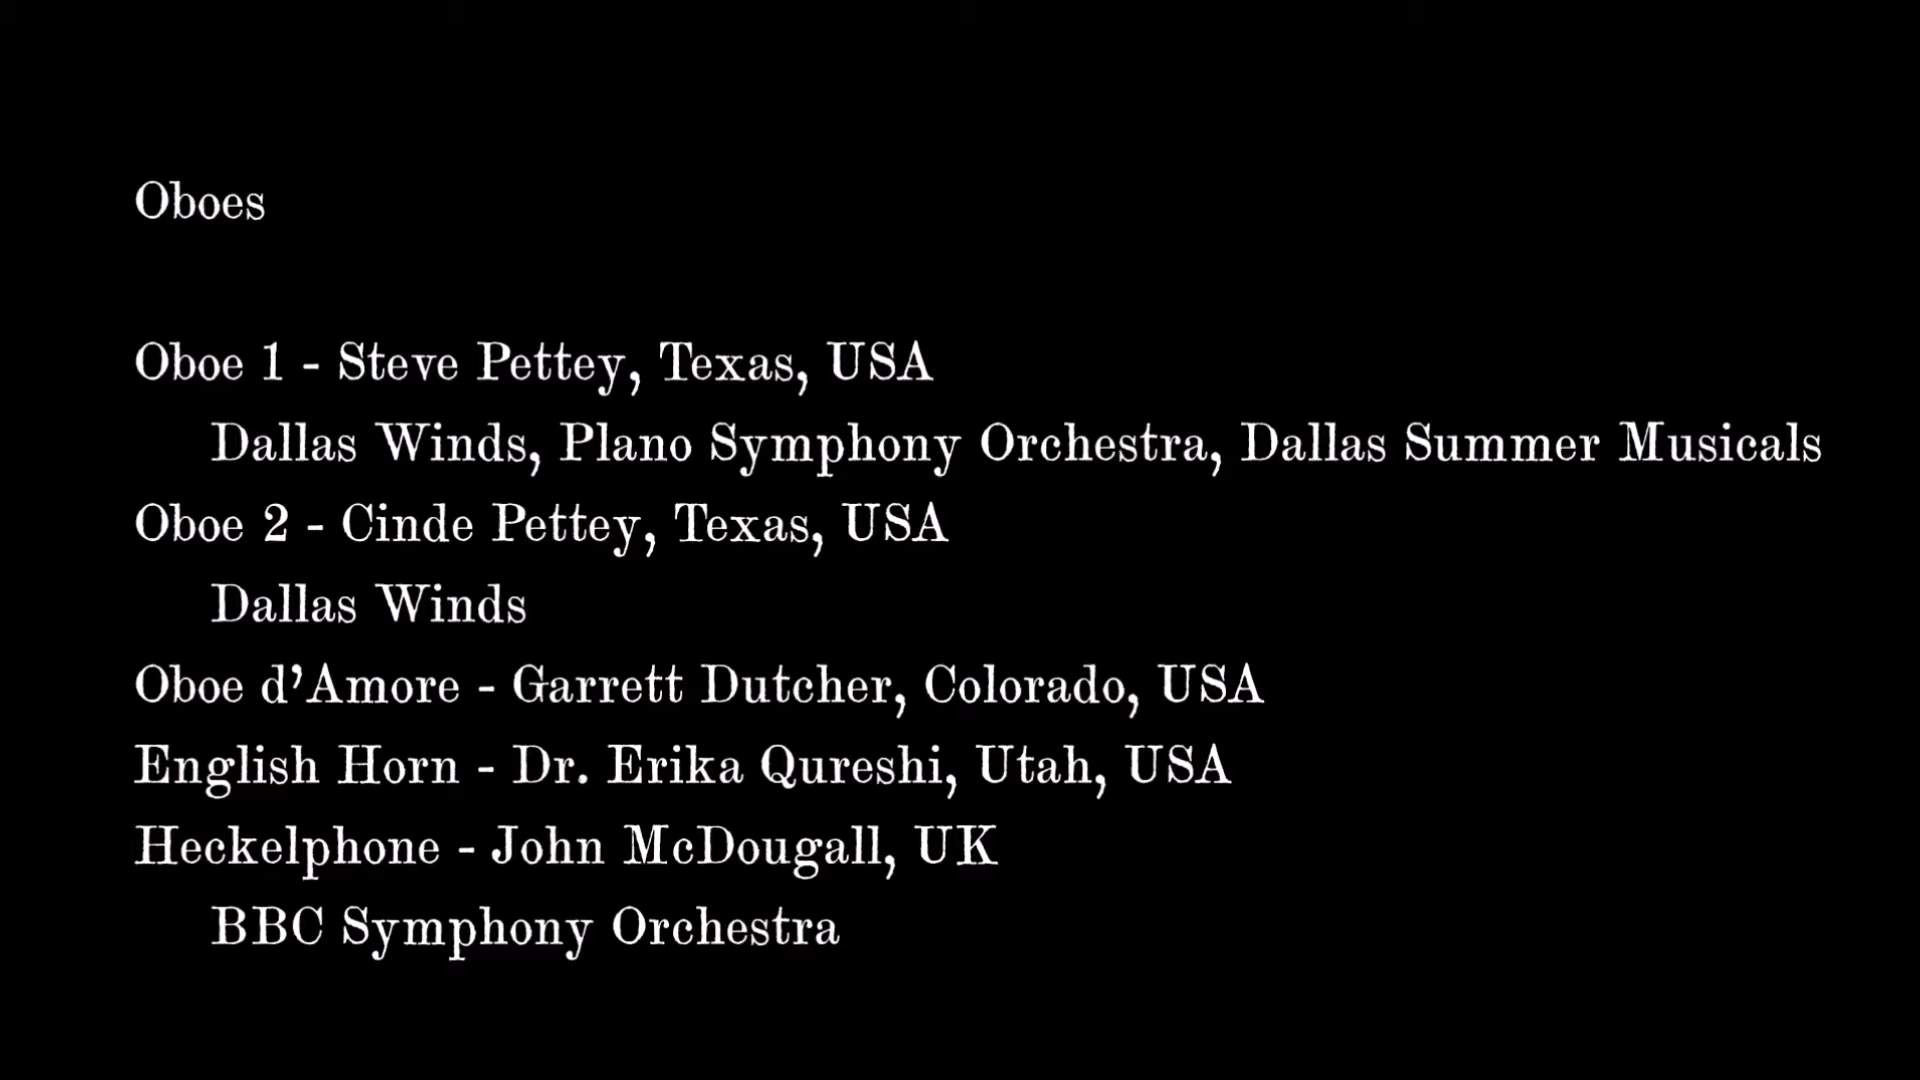 Oboes
Oboe 1 - Steve Pettey, Texas, USA
Dallas Winds, Plano Symphony Orchestra, Dallas Summer Musicals
Oboe 2 - Cinde Pettey, Texas, USA
Dallas Winds
Oboe d’Amore - Garrett Dutcher, Colorado, USA
English Horn - Dr. Erika Qureshi, Utah, USA
Heckelphone - John McDougall, UK
BBC Symphony Orchestra